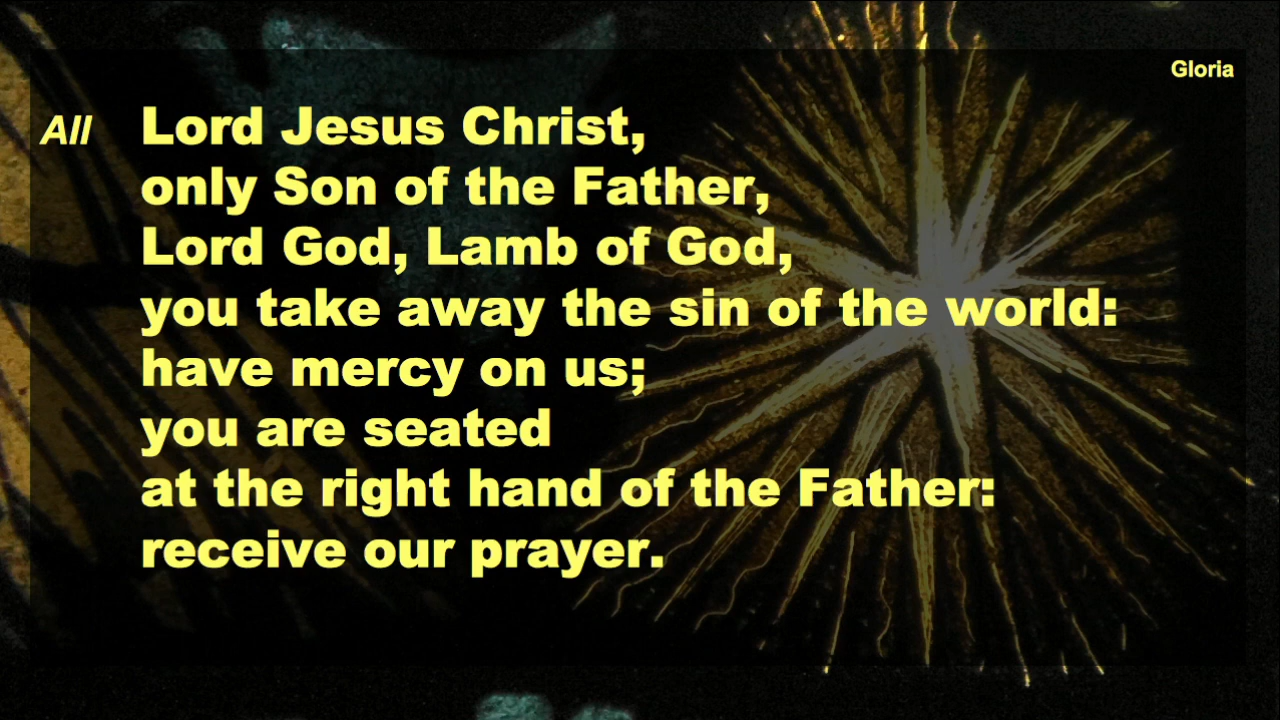 Gloria
All Lord Jesus Christ,
only Son of the Father,
Lord God, Lamb of God,
you take away the sin of the world:
have mercy on us;
you are seated
at the right hand of the Father:
receive our prayer.